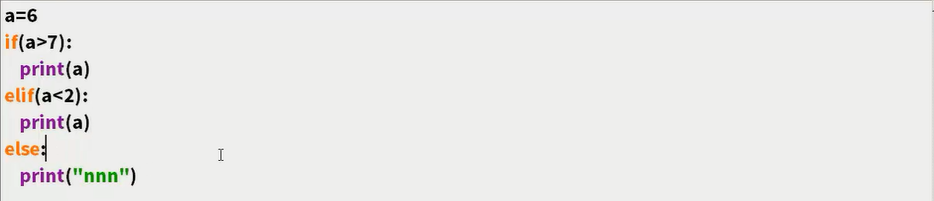 a=6
if(a>7):
   print(a)
elif(a<2):
   print(a)
else:
   print("nnn")